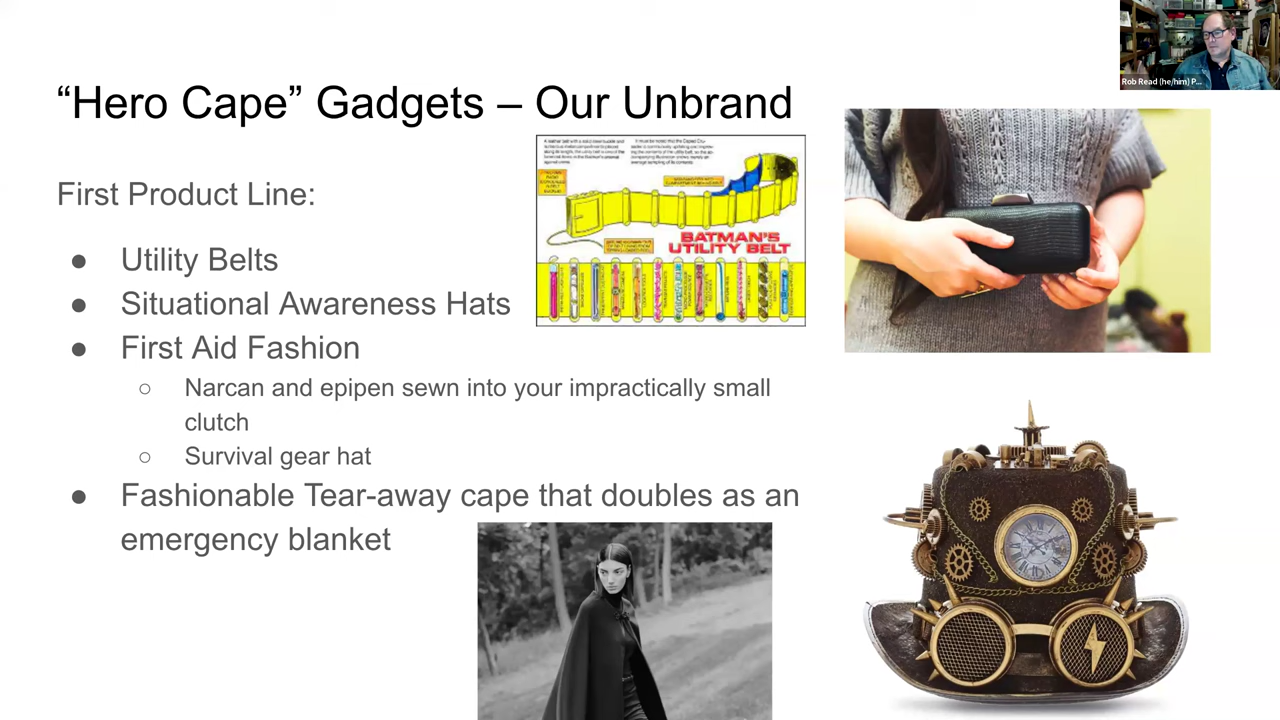 Rob Read (he/him) P...
“Hero Cape” Gadgets – Our Unbrand
First Product Line:
● Utility Belts
● Situational Awareness Hats
● First Aid Fashion
○ Narcan and epipen sewn into your impractically small
clutch
○ Survival gear hat
● Fashionable Tear-away cape that doubles as an
emergency blanket
BATMAN'S
UTILITY BELT